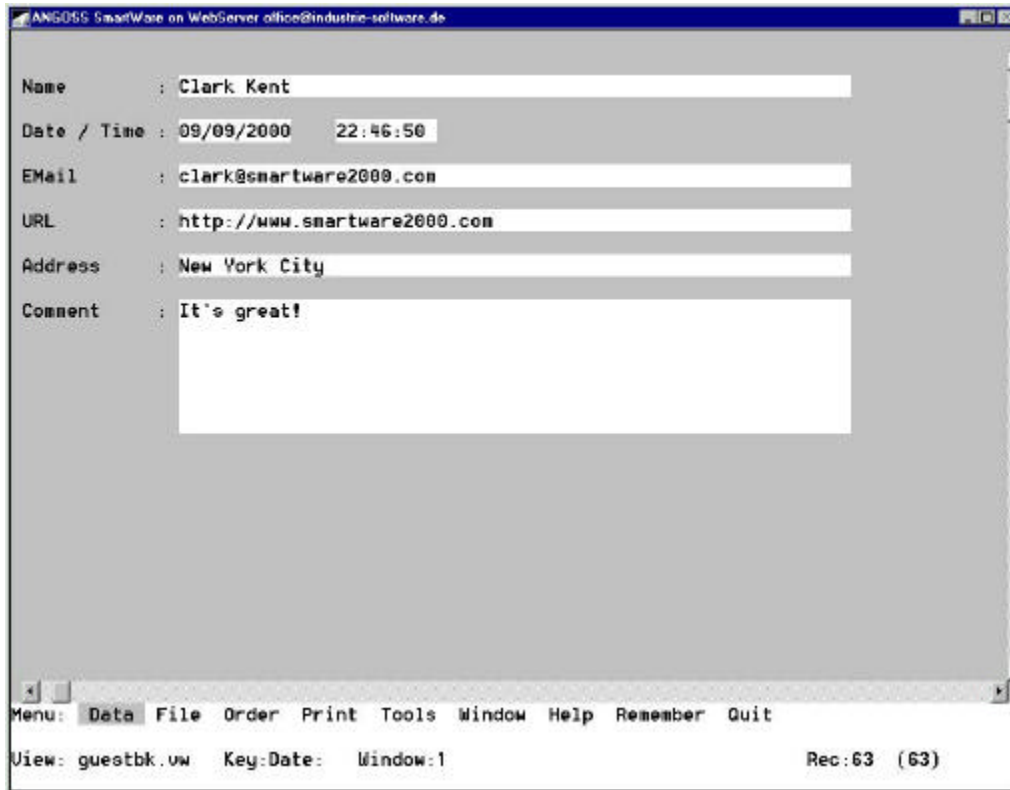 ANGOSS SmartWare on WebServer office@industrie-software.de
Name : Clark Kent
Date / Time : 09/09/2000 22:46:50
EMail : clark@smartware2000.com
URL : http://www.smartware2000.com
Address : New York City
Comment : It's great!
Menu: Data File Order Print Tools Window Help Remember Quit
View: guestbk.vw Key:Date: Window:1 Rec:63 (63)